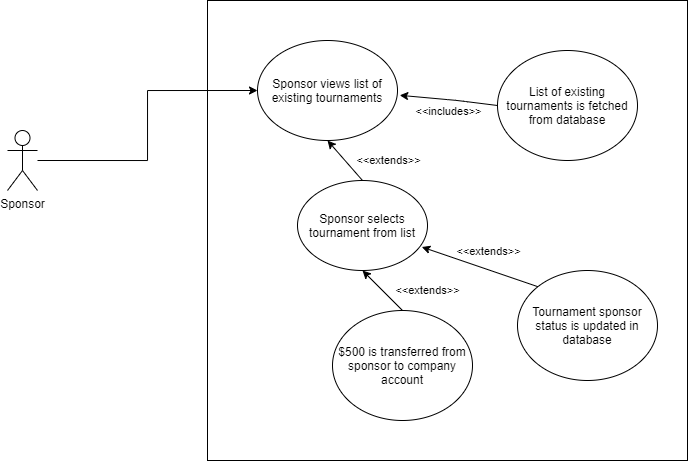 Sponsor views list of
existing tournaments
List of existing
tournaments is fetched
from database
<<includes>>
<<extends>>
Sponsor
Sponsor selects
tournament from list
<<extends>>
<<extends>>
Tournament sponsor
status is updated in
database
$500 is transferred from
sponsor to company
account